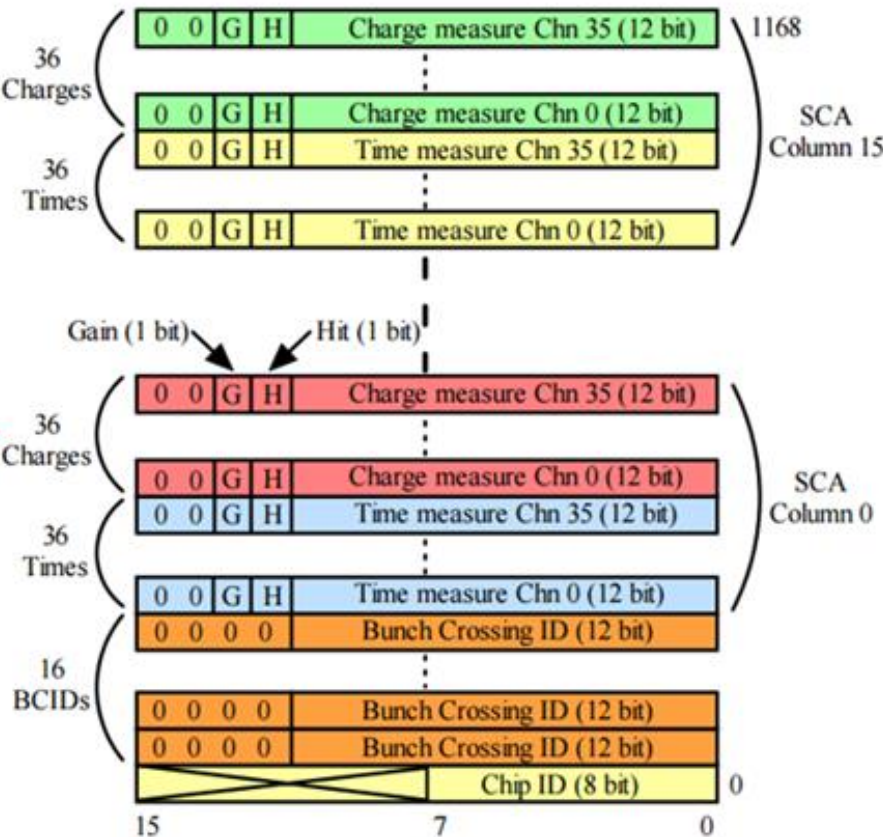 0 0 G H Charge measure Chn 35 (12 bit) 1168
36
Charges
0 0 G H Charge measure Chn 0 (12 bit)
SCA
Column 15
0 0 G H Time measure Chn 35 (12 bit)
36
Times
0 0 G H Time measure Chn 0 (12 bit)
Gain (1 bit) Hit (1 bit)
0 0 G H Charge measure Chn 35 (12 bit)
36
Charges
0 0 G H Charge measure Chn 0 (12 bit)
SCA
Column 0
0 0 G H Time measure Chn 35 (12 bit)
36
Times
0 0 G H Time measure Chn 0 (12 bit)
0 0 0 0 Bunch Crossing ID (12 bit)
16
BCIDs
0 0 0 0 Bunch Crossing ID (12 bit)
0 0 0 0 Bunch Crossing ID (12 bit)
Chip ID (8 bit) 0
15 7 0